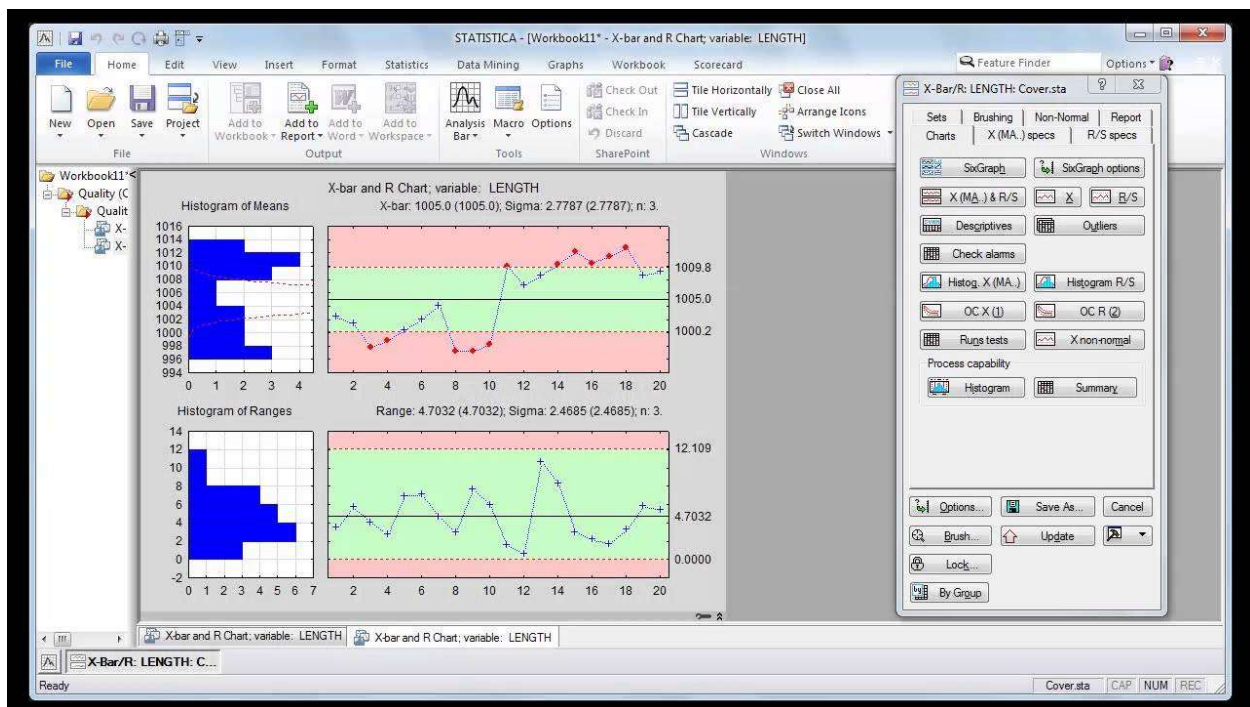 STATISTICA - [Workbook11* - X-bar and R Chart; variable: LENGTH]
File Home Edit View Insert Format Statistics Data Mining Graphs Workbook Scorecard Feature Finder Options
New Open Save Project
File
Add to Workbook Add to Report Add to Word Add to Workspace
Output
Analysis Bar Macro Options
Tools
Check Out
Check In
Discard
SharePoint
Tile Horizontally Close All
Tile Vertically Arrange Icons
Cascade Switch Windows
Windows
Workbook11*
Quality (C
Qualit
X-
X-
X-bar and R Chart; variable: LENGTH
Histogram of Means X-bar: 1005.0 (1005.0); Sigma: 2.7787 (2.7787); n: 3.
1016
1014
1012
1010
1008
1006
1004
1002
1000
998
996
994
0 1 2 3 4
1009.8
1005.0
1000.2
2 4 6 8 10 12 14 16 18 20
Histogram of Ranges Range: 4.7032 (4.7032); Sigma: 2.4685 (2.4685); n: 3.
14
12
10
8
6
4
2
0
-2
0 1 2 3 4 5 6 7
12.109
4.7032
0.0000
2 4 6 8 10 12 14 16 18 20
X-bar and R Chart; variable: LENGTH X-bar and R Chart; variable: LENGTH
X-Bar/R: LENGTH: C...
Ready Cover.sta CAP NUM REC
X-Bar/R: LENGTH: Cover.sta ?
Sets Brushing Non-Normal Report
Charts X (MA..) specs R/S specs
SixGraph SixGraph options
X (MA..) & R/S X R/S
Descriptives Outliers
Check alarms
Histog. X (MA..) Histogram R/S
OC X (1) OC R (2)
Runs tests X non-normal
Process capability
Histogram Summary
Options... Save As... Cancel
Brush... Update
Lock...
By Group